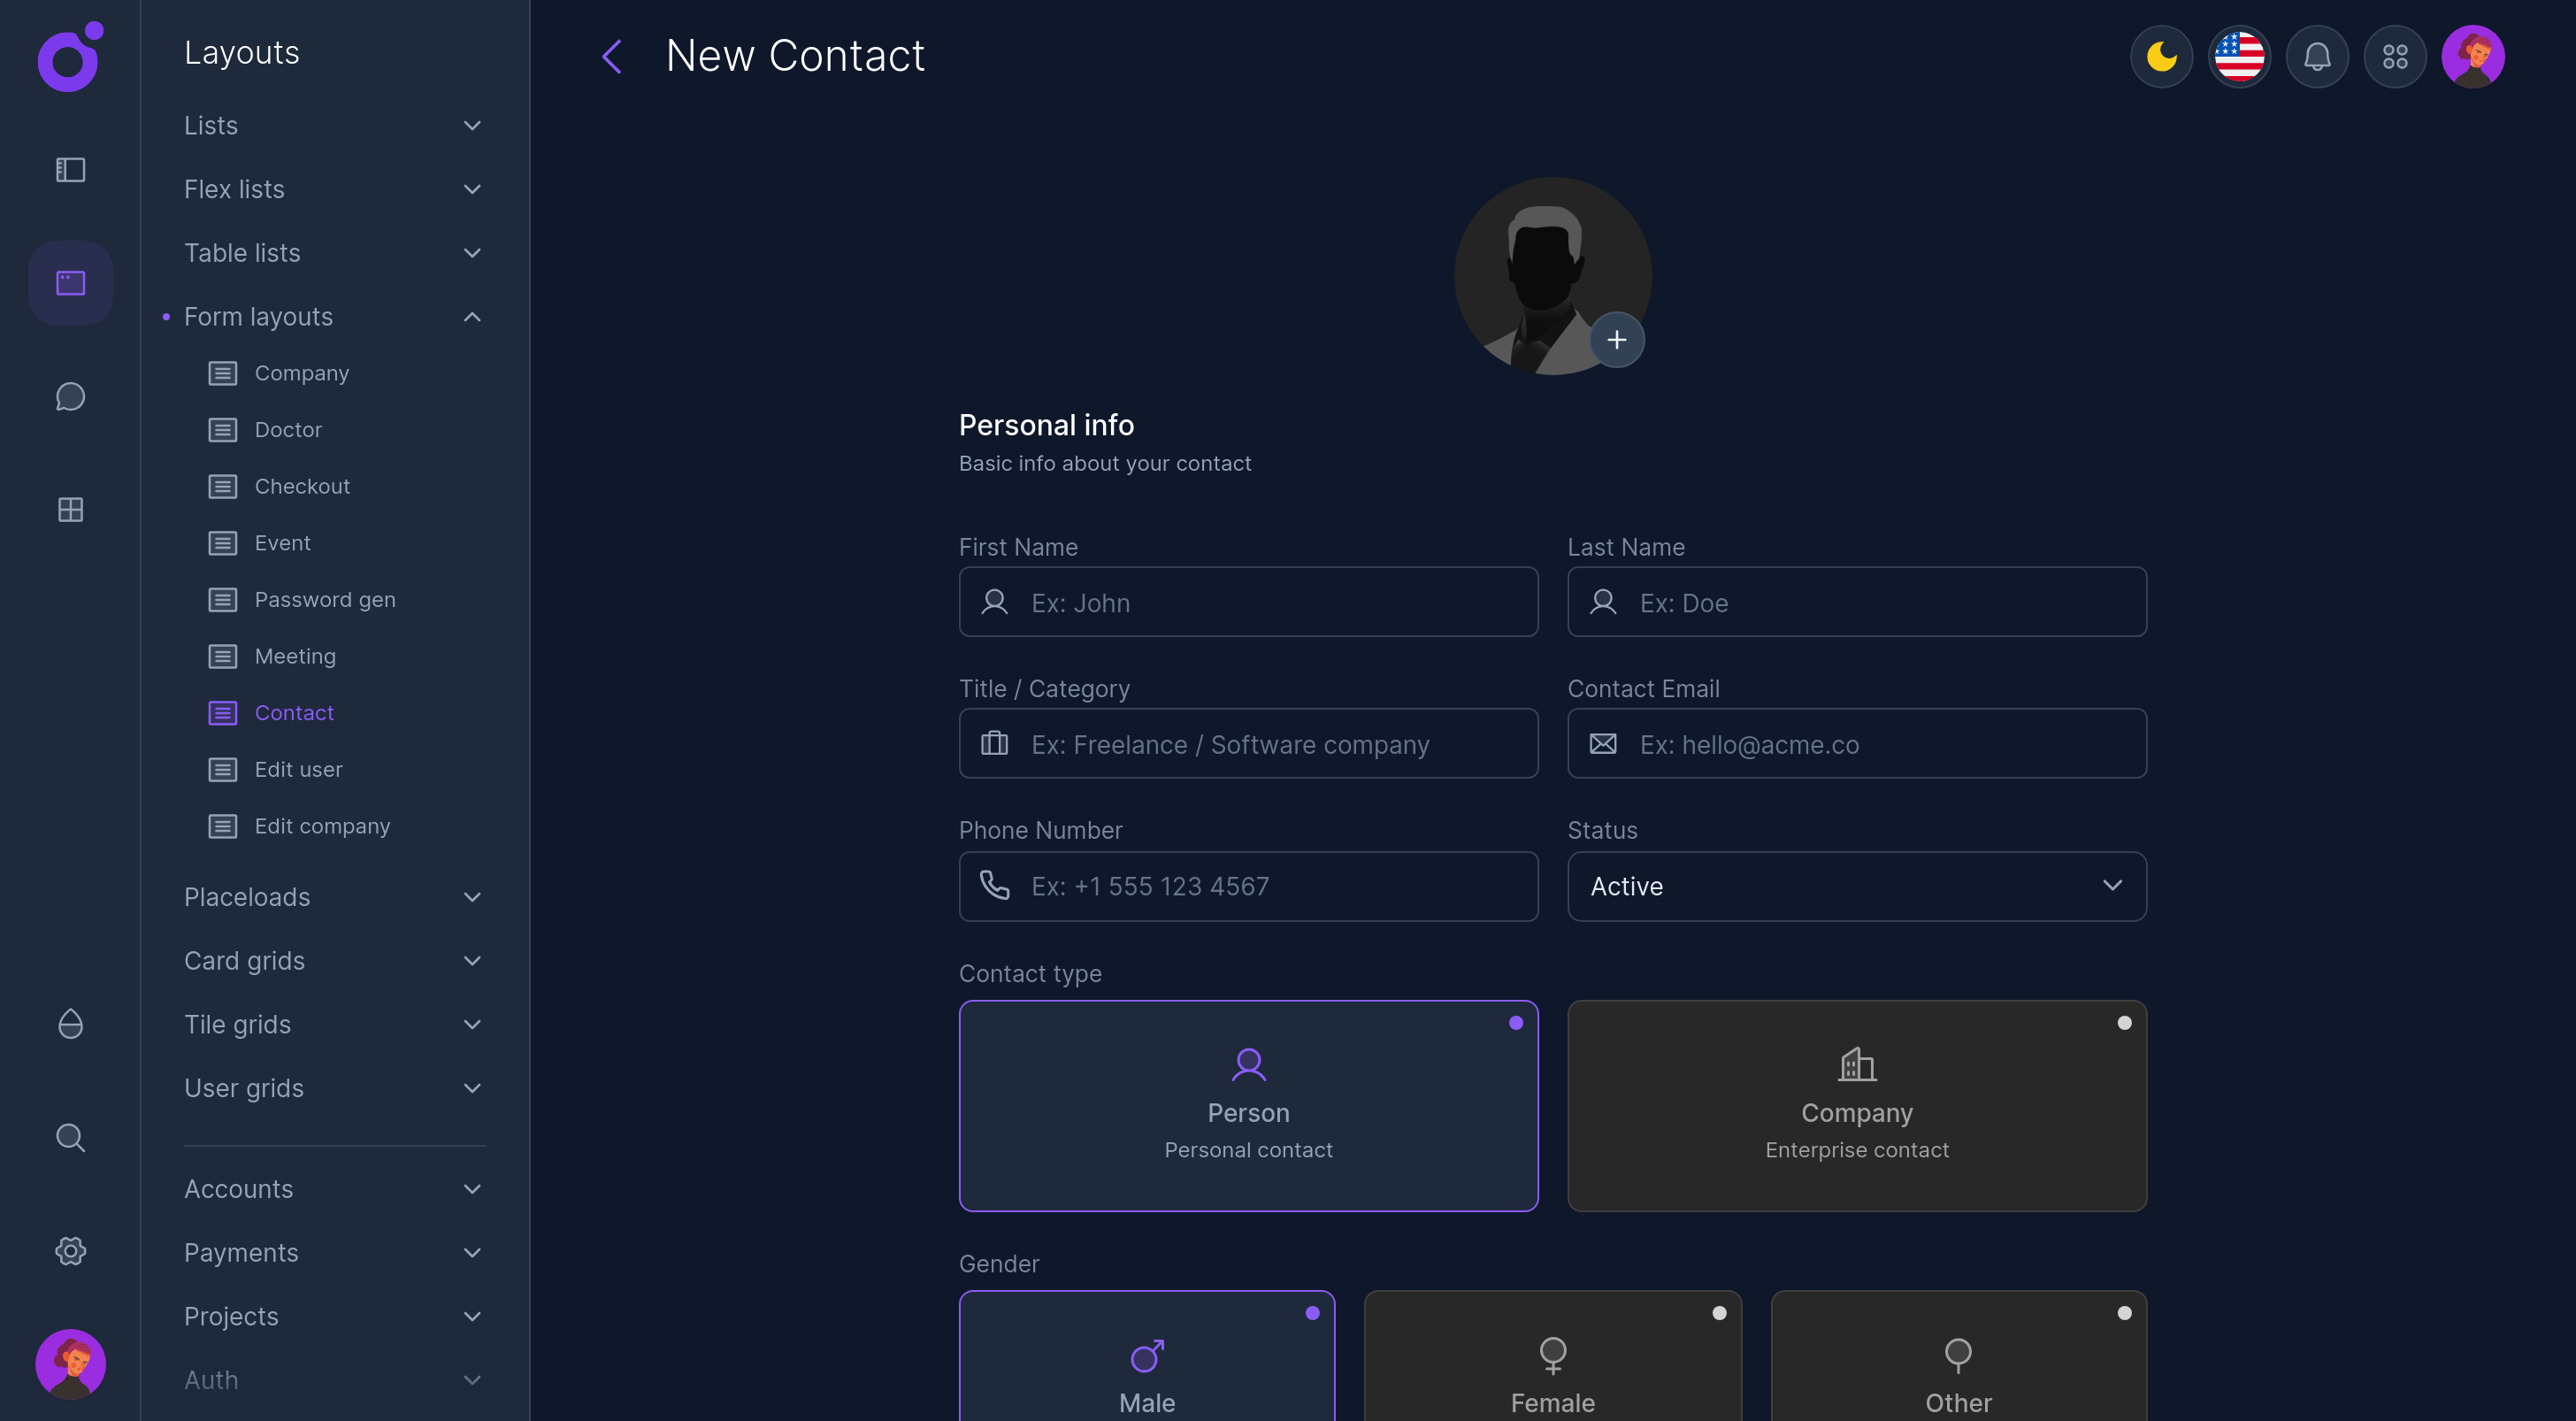 Layouts
Lists
Flex lists
Table lists
Form layouts
Company
Doctor
Checkout
Event
Password gen
Meeting
Contact
Edit user
Edit company
Placeloads
Card grids
Tile grids
User grids
Accounts
Payments
Projects
Auth
New Contact
Personal info
Basic info about your contact
First Name
Ex: John
Last Name
Ex: Doe
Title / Category
Ex: Freelance / Software company
Contact Email
Ex: hello@acme.co
Phone Number
Ex: +1 555 123 4567
Status
Active
Contact type
Person
Personal contact
Company
Enterprise contact
Gender
Male
Female
Other